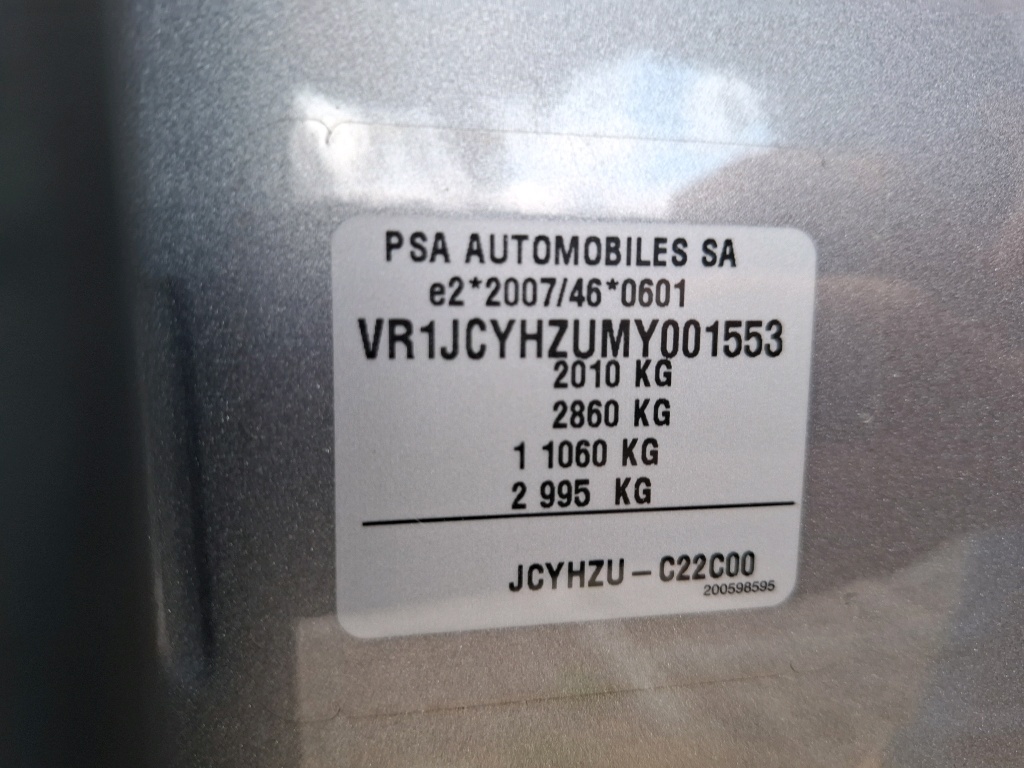 PSA AUTOMOBILES SA
e2*2007/46*0601
VR1JCYHZUMY001553
2010 KG
2860 KG
1 1060 KG
2 995 KG
JCYHZU – C22C00
200598595